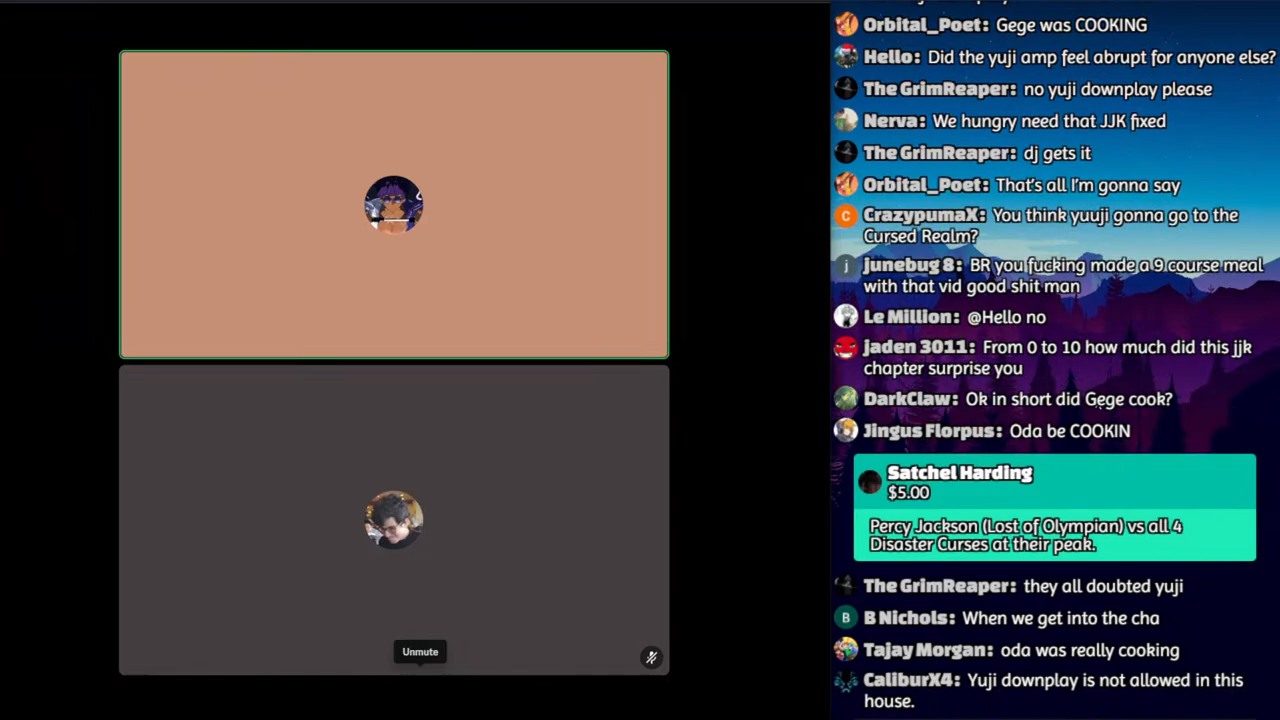 Orbital_Poet: Gege was COOKING
Hello: Did the yuji amp feel abrupt for anyone else?
The GrimReaper: no yuji downplay please
Nerva: We hungry need that JJK fixed
The GrimReaper: dj gets it
Orbital_Poet: That's all I'm gonna say
C CrazypumaX: You think yuuji gonna go to the
Cursed Realm?
j junebug 8: BR you fucking made a 9 course meal
with that vid good shit man
Le Million: @Hello no
jaden 3011: From 0 to 10 how much did this jjk
chapter surprise you
DarkClaw: Ok in short did Gege cook?
Jingus Florpus: Oda be COOKIN
Satchel Harding
$5.00
Percy Jackson (Lost of Olympian) vs all 4
Disaster Curses at their peak.
The GrimReaper: they all doubted yuji
B B Nichols: When we get into the cha
Tajay Morgan: oda was really cooking
CaliburX4: Yuji downplay is not allowed in this
house.
Unmute